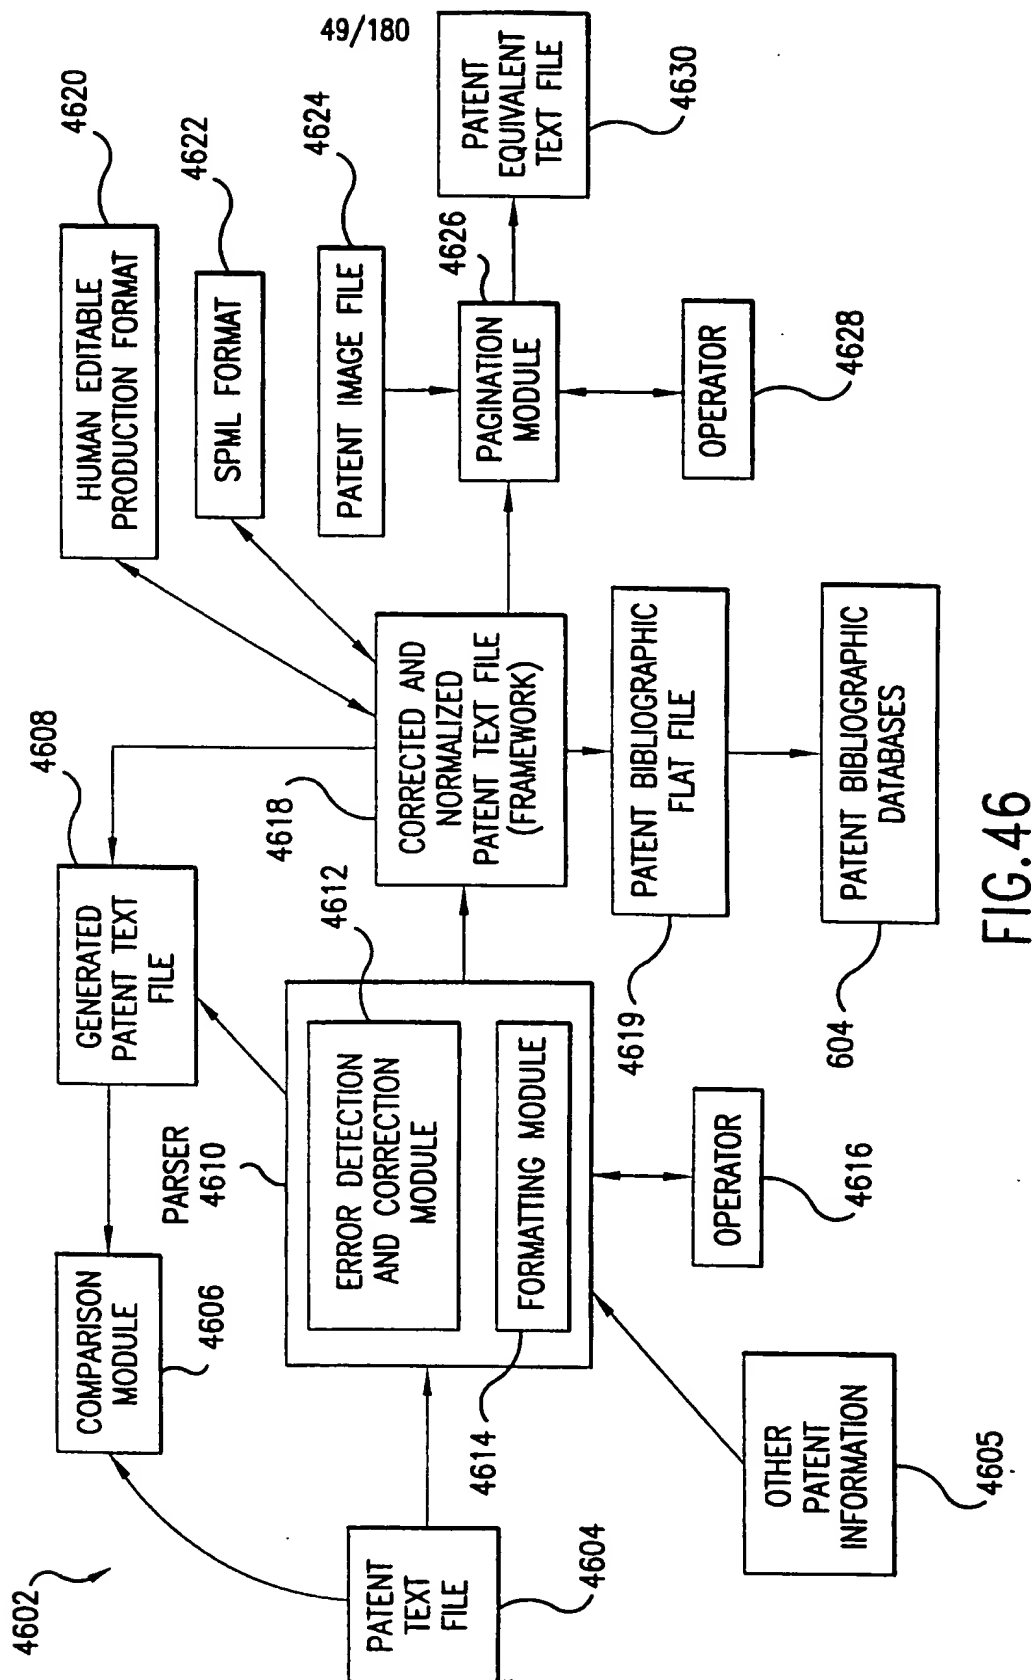 49/180
4602
PATENT
TEXT
FILE
4604
COMPARISON
MODULE
4606
GENERATED
PATENT TEXT
FILE
4608
PARSER
4610
ERROR DETECTION
AND CORRECTION
MODULE
4612
FORMATTING MODULE
4614
OTHER
PATENT
INFORMATION
4605
OPERATOR
4616
CORRECTED AND
NORMALIZED
PATENT TEXT FILE
(FRAMEWORK)
4618
HUMAN EDITABLE
PRODUCTION FORMAT
4620
SPML FORMAT
4622
PATENT IMAGE FILE
4624
PAGINATION
MODULE
4626
OPERATOR
4628
PATENT
EQUIVALENT
TEXT FILE
4630
PATENT BIBLIOGRAPHIC
FLAT FILE
4619
PATENT BIBLIOGRAPHIC
DATABASES
604
FIG.46